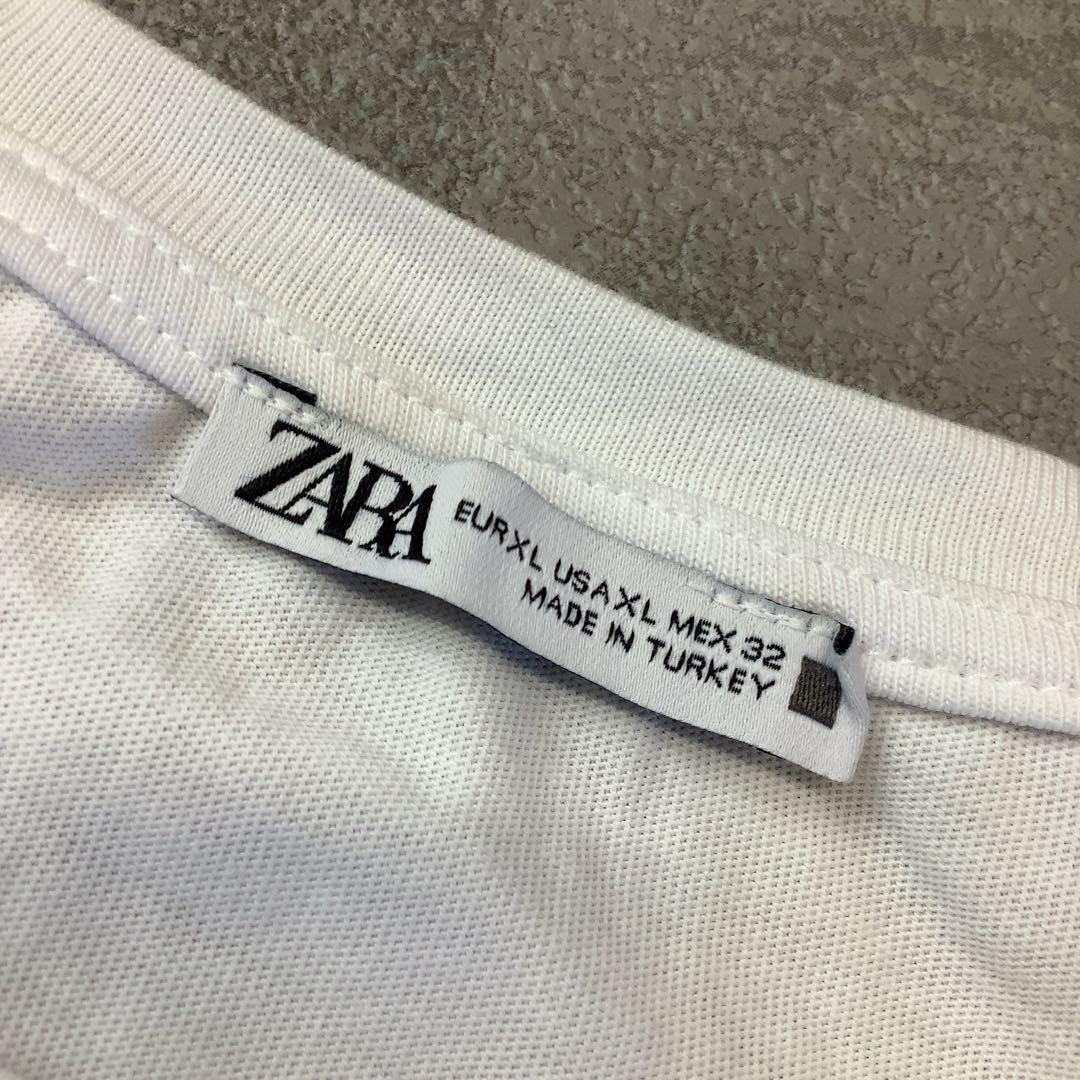 ZARA
EUR XL USA XL MEX 32
MADE IN TURKEY